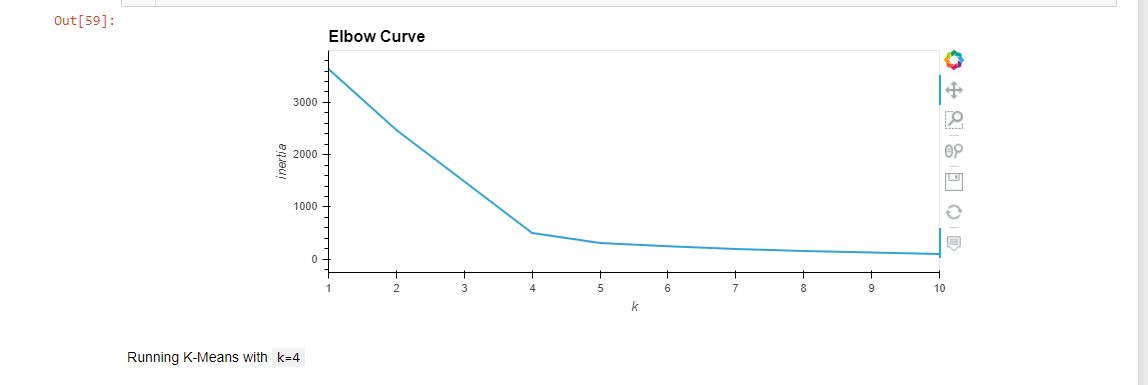 Out[59]:
Elbow Curve
3000
2000
1000
0
inertia
1 2 3 4 5 6 7 8 9 10
k
Running K-Means with k=4